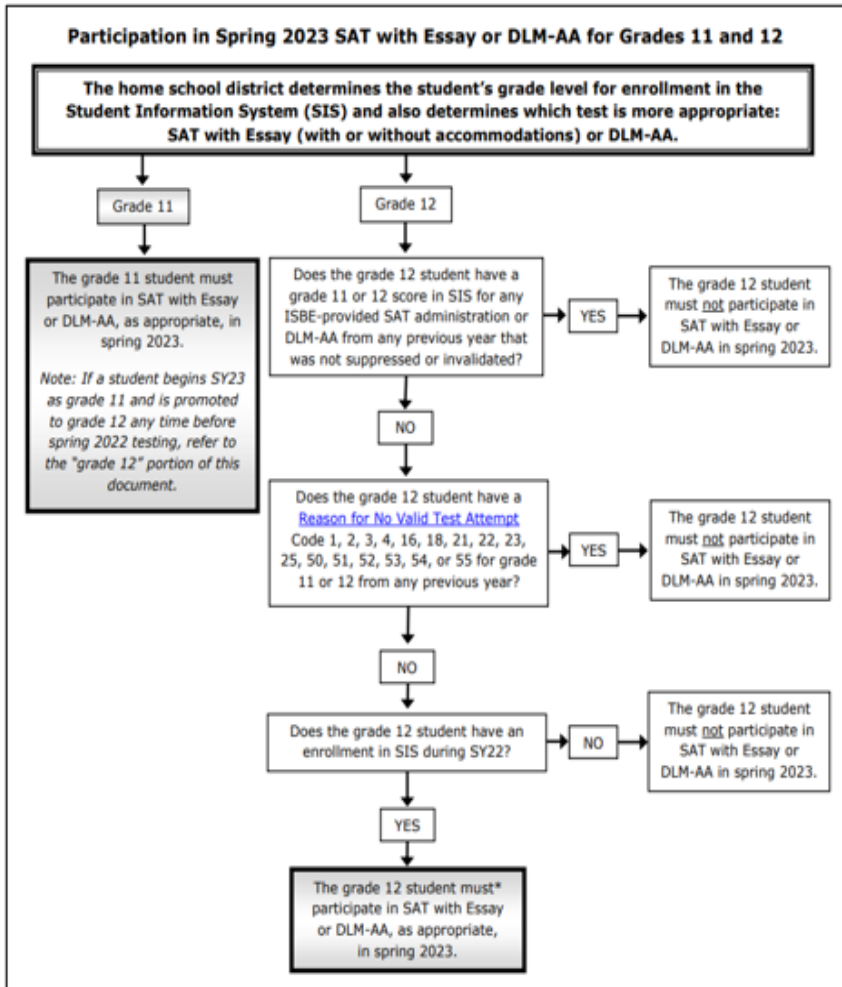 Participation in Spring 2023 SAT with Essay or DLM-AA for Grades 11 and 12
The home school district determines the student's grade level for enrollment in the
Student Information System (SIS) and also determines which test is more appropriate:
SAT with Essay (with or without accommodations) or DLM-AA.
Grade 11
The grade 11 student must
participate in SAT with Essay
or DLM-AA, as appropriate, in
spring 2023.
Note: If a student begins SY23
as grade 11 and is promoted
to grade 12 any time before
spring 2022 testing, refer to
the "grade 12" portion of this
document.
Grade 12
Does the grade 12 student have a
grade 11 or 12 score in SIS for any
ISBE-provided SAT administration or
DLM-AA from any previous year that
was not suppressed or invalidated?
YES
The grade 12 student
must not participate in
SAT with Essay or
DLM-AA in spring 2023.
NO
Does the grade 12 student have a
Reason for No Valid Test Attempt
Code 1, 2, 3, 4, 16, 18, 21, 22, 23,
25, 50, 51, 52, 53, 54, or 55 for grade
11 or 12 from any previous year?
YES
The grade 12 student
must not participate in
SAT with Essay or
DLM-AA in spring 2023.
NO
Does the grade 12 student have an
enrollment in SIS during SY22?
NO
The grade 12 student
must not participate in
SAT with Essay or
DLM-AA in spring 2023.
YES
The grade 12 student must*
participate in SAT with Essay
or DLM-AA, as appropriate,
in spring 2023.